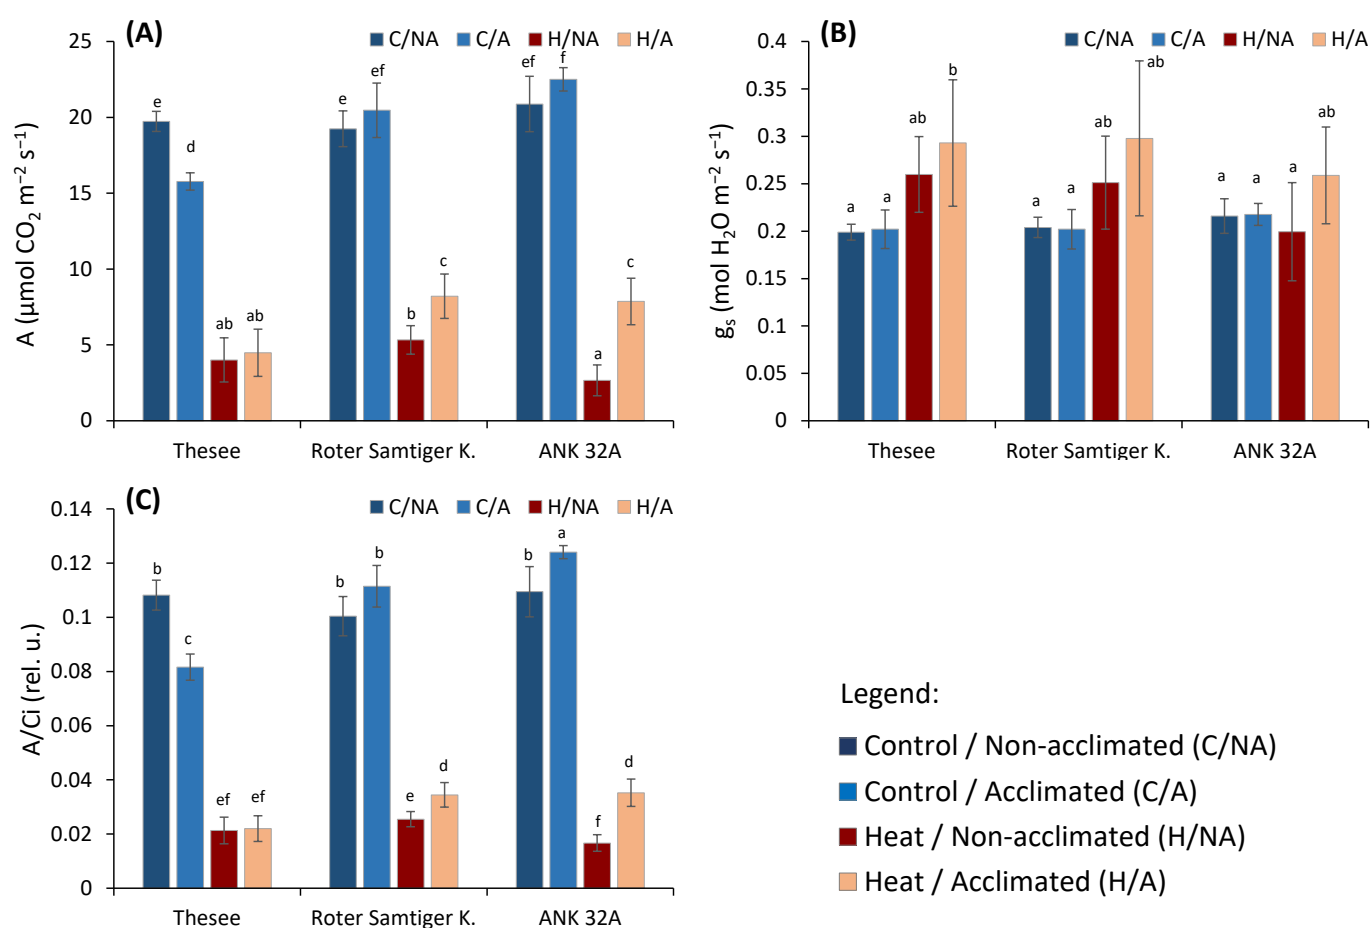 (A)
C/NA C/A H/NA H/A
A (µmol CO₂ m⁻² s⁻¹)
25
20
15
10
5
0
e
d
ab
ab
e
ef
b
c
ef
f
a
c
Thesee Roter Samtiger K. ANK 32A
(B)
C/NA C/A H/NA H/A
gₛ (mol H₂O m⁻² s⁻¹)
0.4
0.35
0.3
0.25
0.2
0.15
0.1
0.05
0
a
a
ab
b
a
a
ab
ab
a
a
a
ab
Thesee Roter Samtiger K. ANK 32A
(C)
C/NA C/A H/NA H/A
A/Ci (rel. u.)
0.14
0.12
0.1
0.08
0.06
0.04
0.02
0
b
c
ef
ef
b
b
e
d
b
a
f
d
Thesee Roter Samtiger K. ANK 32A
Legend:
Control / Non-acclimated (C/NA)
Control / Acclimated (C/A)
Heat / Non-acclimated (H/NA)
Heat / Acclimated (H/A)